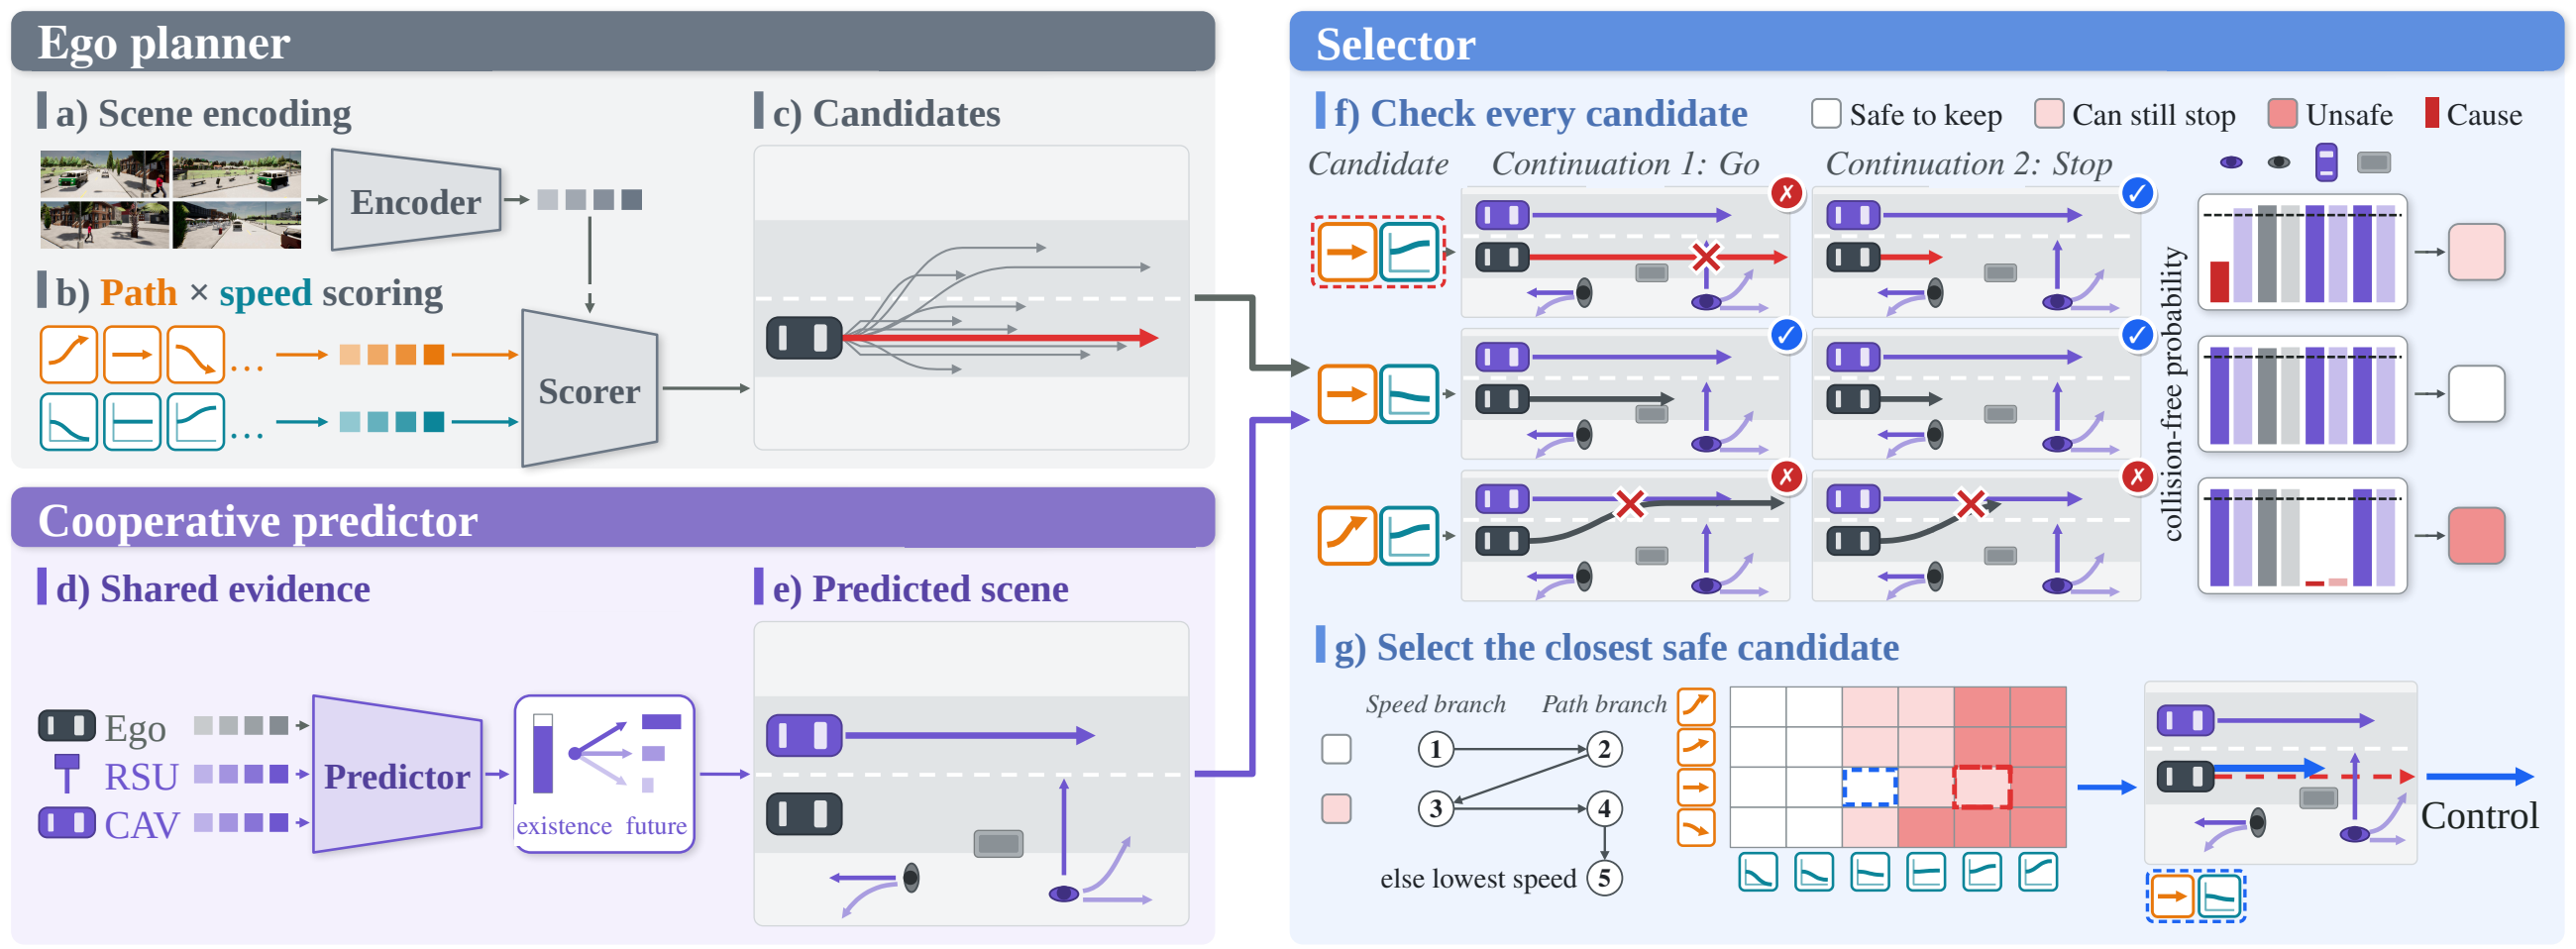 Ego planner
a) Scene encoding
Encoder
b) Path × speed scoring
...
...
Scorer
c) Candidates
Cooperative predictor
d) Shared evidence
Ego
RSU
CAV
Predictor
existence future
e) Predicted scene
Selector
f) Check every candidate
Safe to keep
Can still stop
Unsafe
Cause
Candidate
Continuation 1: Go
Continuation 2: Stop
collision-free probability
g) Select the closest safe candidate
Speed branch
Path branch
1
2
3
4
else lowest speed 5
Control